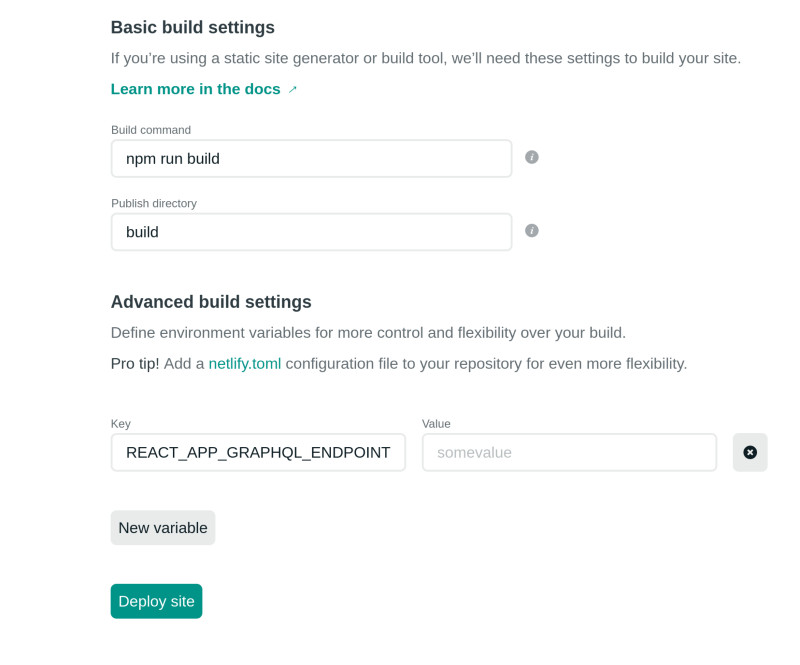 Basic build settings
If you’re using a static site generator or build tool, we’ll need these settings to build your site.
Learn more in the docs ↗
Build command
npm run build
Publish directory
build
Advanced build settings
Define environment variables for more control and flexibility over your build.
Pro tip! Add a netlify.toml configuration file to your repository for even more flexibility.
Key Value
REACT_APP_GRAPHQL_ENDPOINT somevalue
New variable
Deploy site